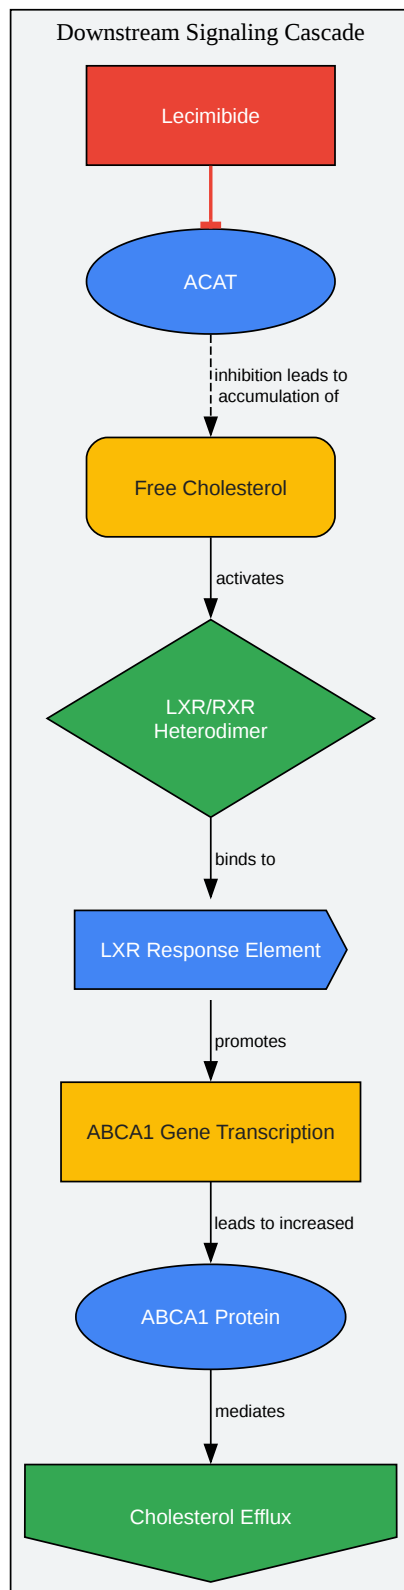 Downstream Signaling Cascade
Lecimibide
ACAT
inhibition leads to
accumulation of
Free Cholesterol
activates
LXR/RXR
Heterodimer
binds to
LXR Response Element
promotes
ABCA1 Gene Transcription
leads to increased
ABCA1 Protein
mediates
Cholesterol Efflux